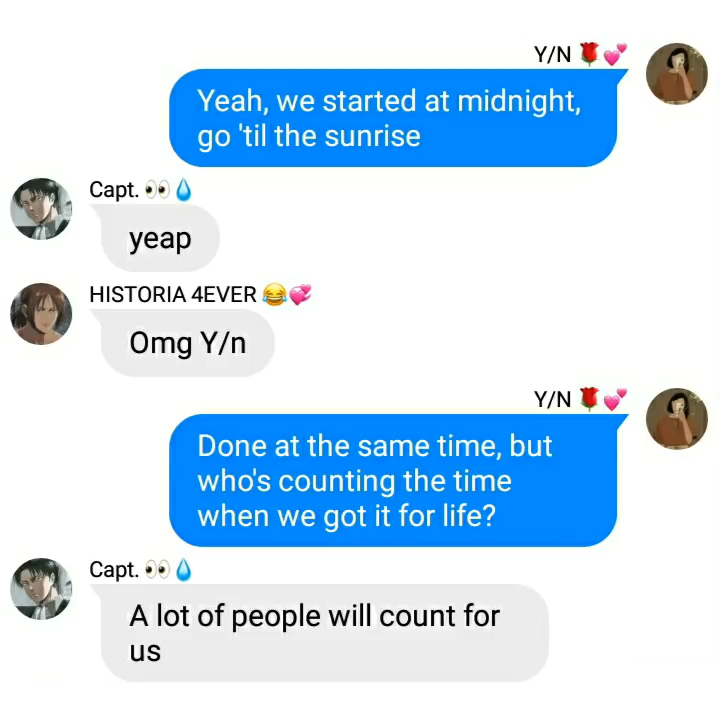 Y/N 🌹💕
Yeah, we started at midnight,
go 'til the sunrise
Capt. 👀💧
yeap
HISTORIA 4EVER 😂💞
Omg Y/n
Y/N 🌹💕
Done at the same time, but
who's counting the time
when we got it for life?
Capt. 👀💧
A lot of people will count for
us